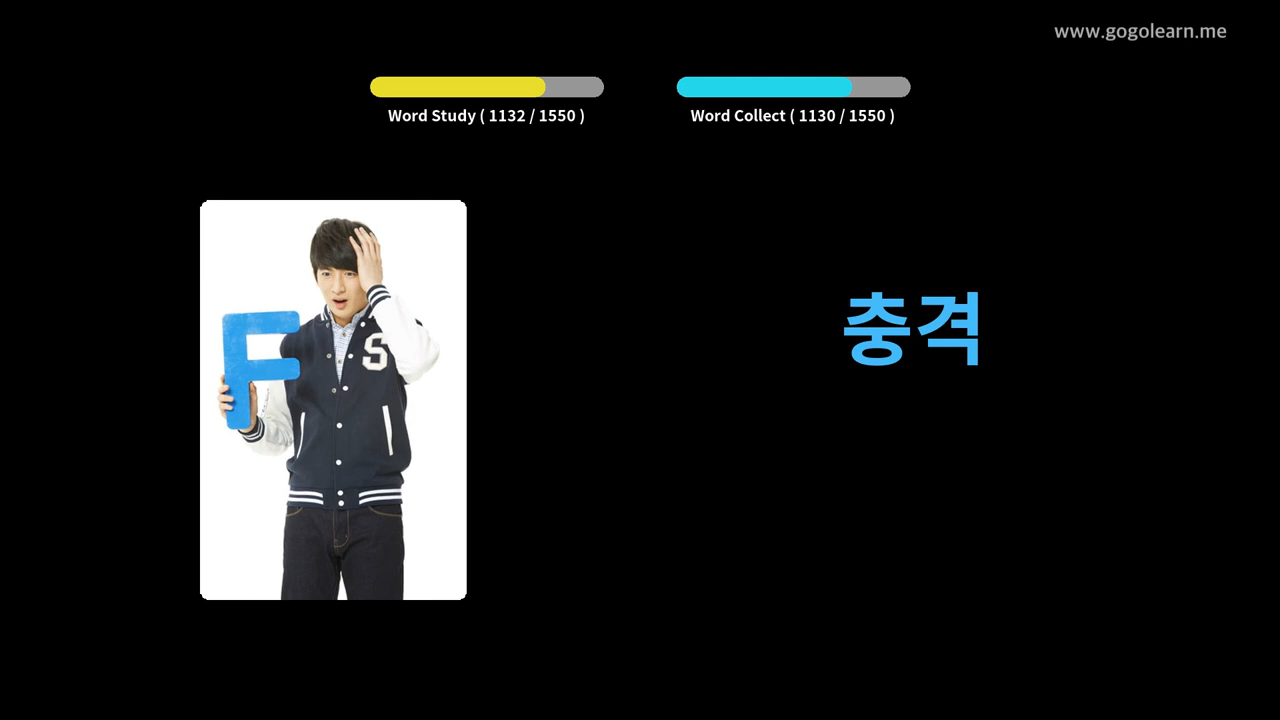 www.gogolearn.me
Word Study ( 1132 / 1550 )
Word Collect ( 1130 / 1550 )
F
S
충격